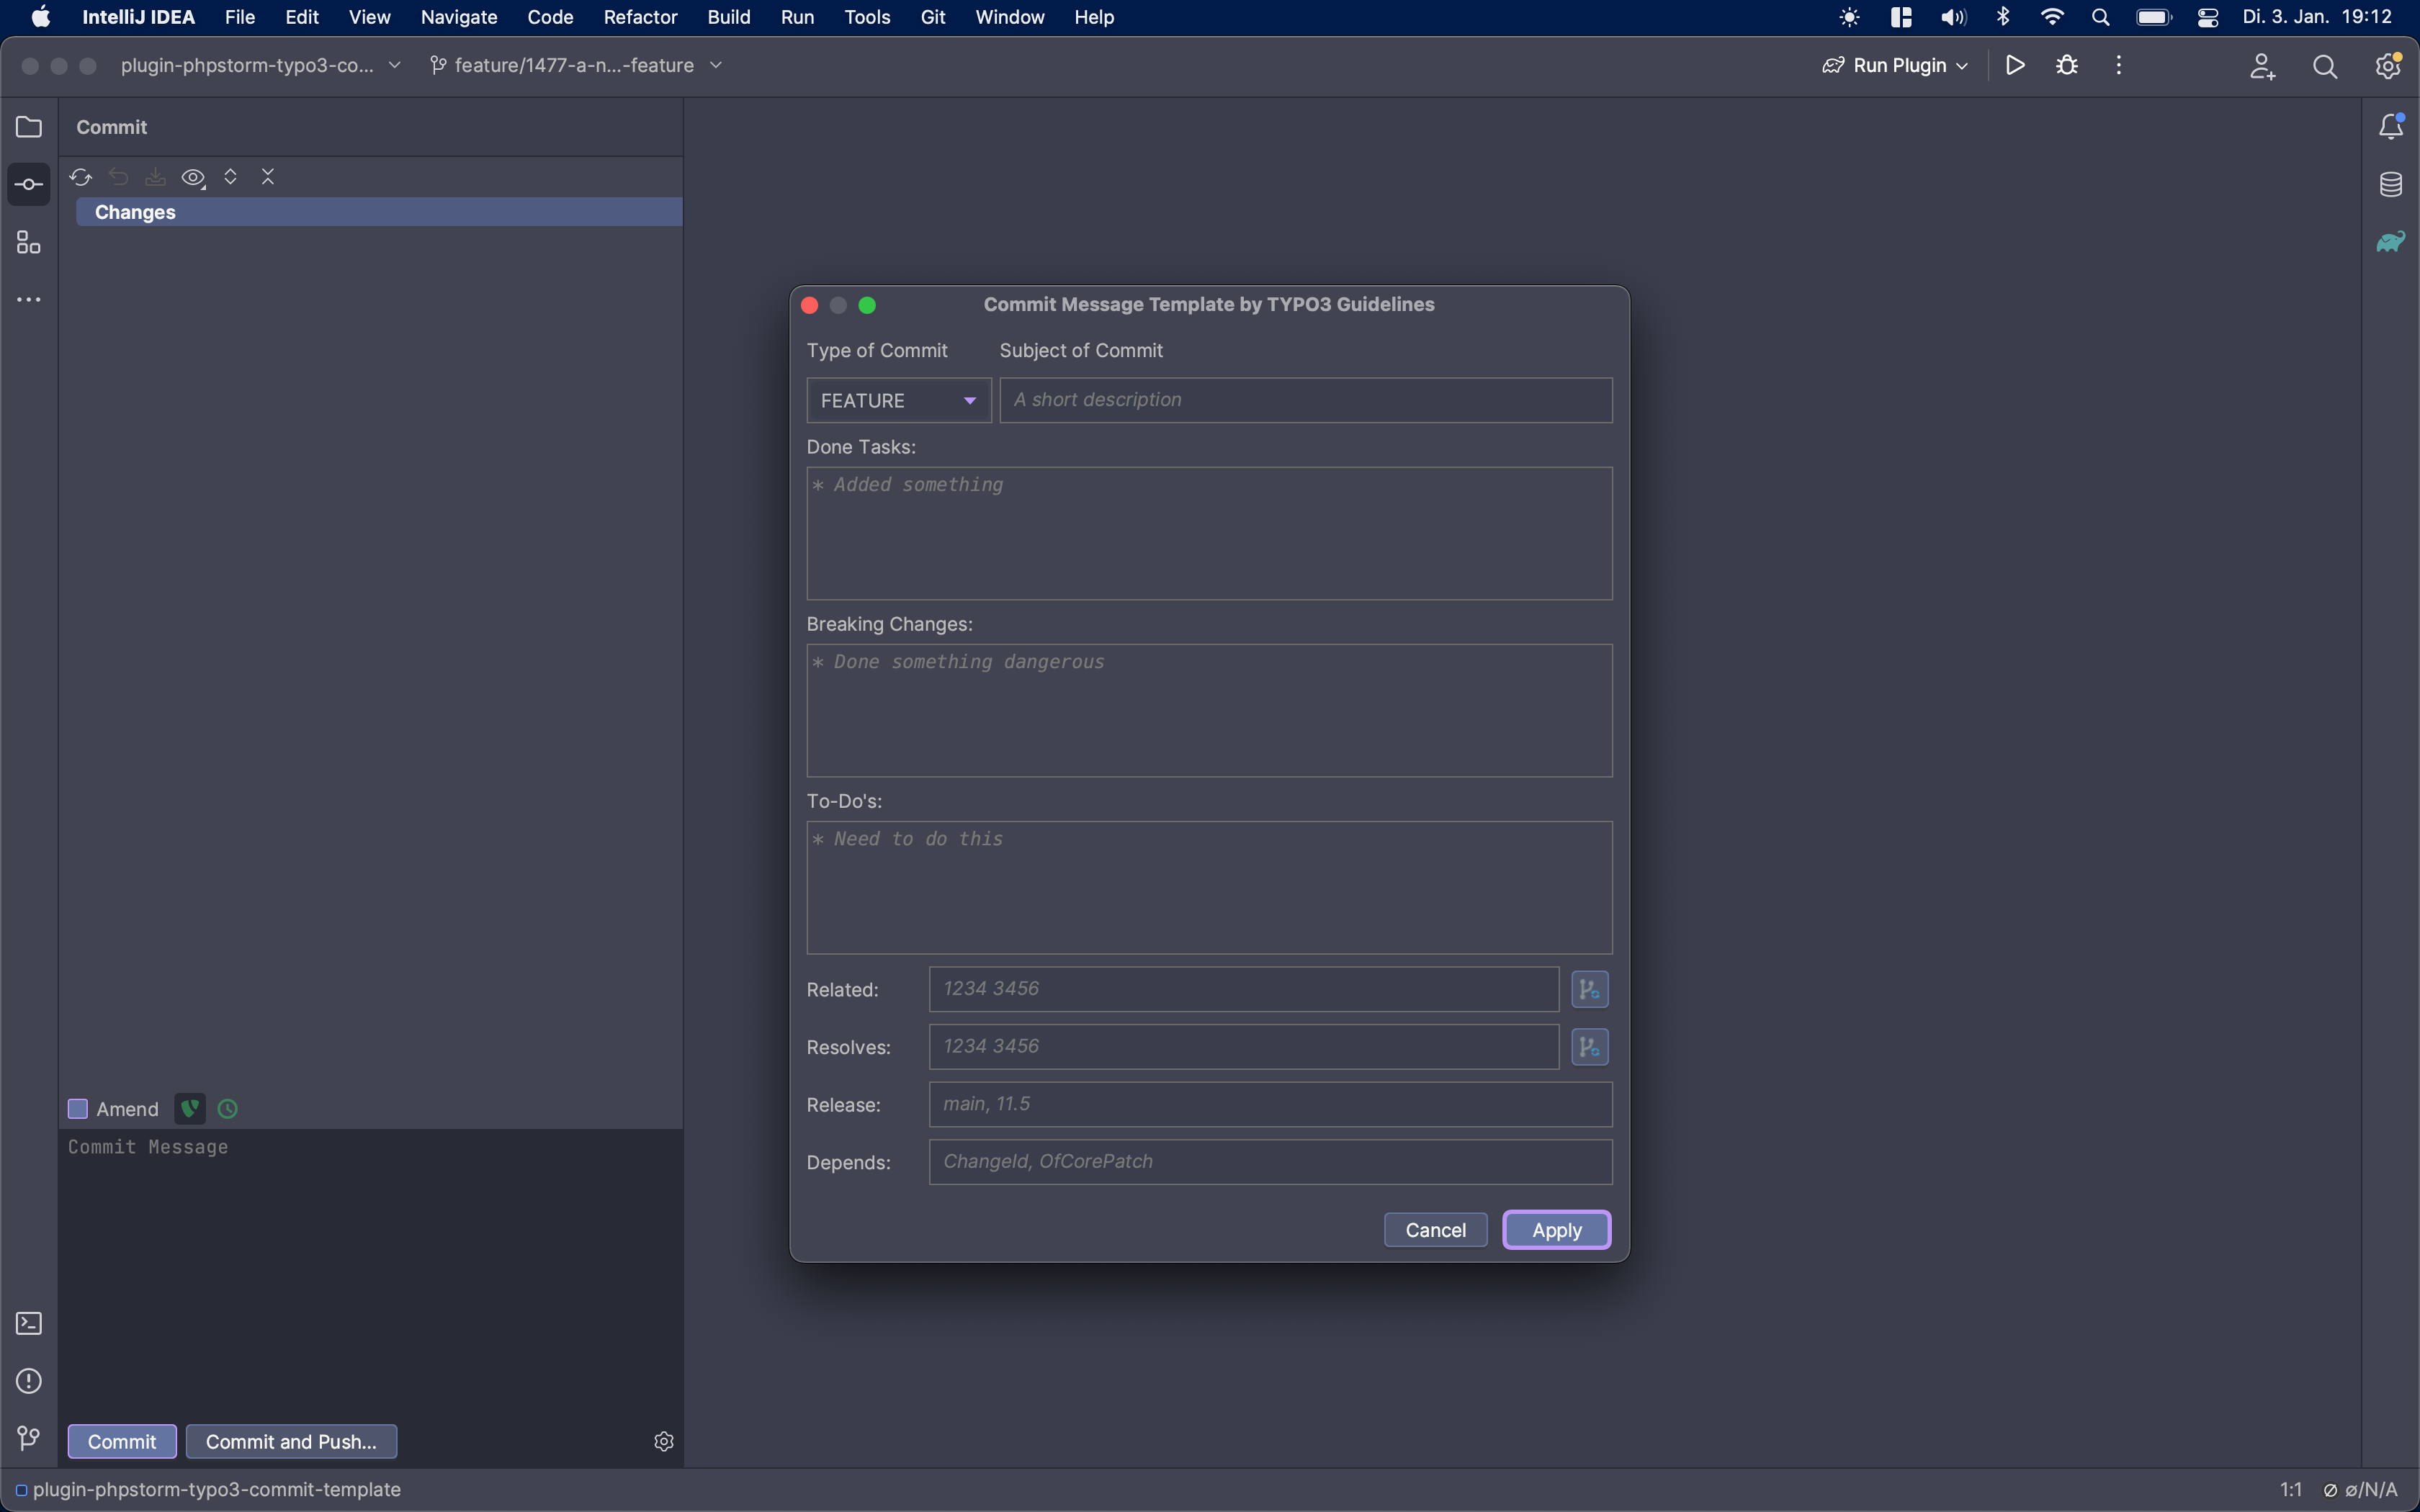 IntelliJ IDEA File Edit View Navigate Code Refactor Build Run Tools Git Window Help Di. 3. Jan. 19:12
plugin-phpstorm-typo3-co... feature/1477-a-n...-feature Run Plugin
Commit
Changes
Commit Message Template by TYPO3 Guidelines
Type of Commit Subject of Commit
FEATURE A short description
Done Tasks:
* Added something
Breaking Changes:
* Done something dangerous
To-Do's:
* Need to do this
Related: 1234 3456
Resolves: 1234 3456
Release: main, 11.5
Depends: ChangeId, OfCorePatch
Cancel Apply
Amend
Commit Message
Commit Commit and Push...
plugin-phpstorm-typo3-commit-template 1:1 ø/N/A